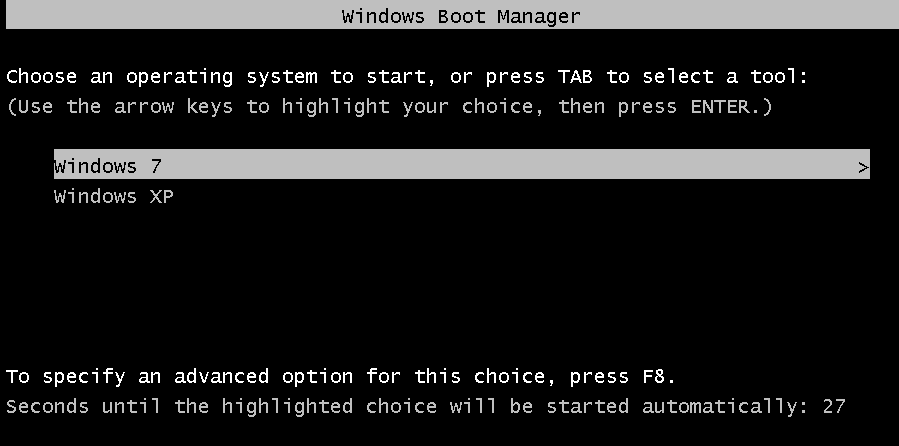 Windows Boot Manager
Choose an operating system to start, or press TAB to select a tool:
(Use the arrow keys to highlight your choice, then press ENTER.)
Windows 7 >
Windows XP
To specify an advanced option for this choice, press F8.
Seconds until the highlighted choice will be started automatically: 27